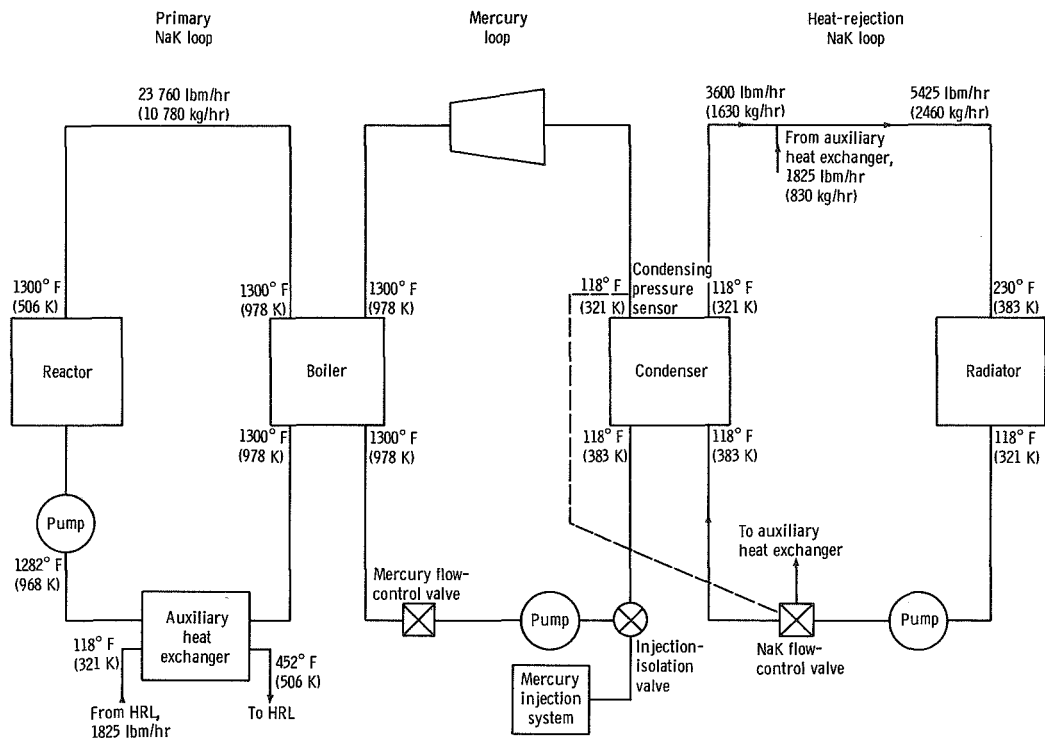 Primary
NaK loop
Mercury
loop
Heat-rejection
NaK loop
23 760 lbm/hr
(10 780 kg/hr)
3600 lbm/hr
(1630 kg/hr)
5425 lbm/hr
(2460 kg/hr)
From auxiliary
heat exchanger,
1825 lbm/hr
(830 kg/hr)
1300° F
(506 K)
1300° F
(978 K)
1300° F
(978 K)
118° F
(321 K)
Condensing
pressure
sensor
118° F
(321 K)
230° F
(383 K)
Reactor
Boiler
Condenser
Radiator
1300° F
(978 K)
1300° F
(978 K)
118° F
(383 K)
118° F
(383 K)
118° F
(321 K)
Pump
1282° F
(968 K)
To auxiliary
heat exchanger
Mercury flow-
control valve
Auxiliary
heat
exchanger
Pump
Pump
118° F
(321 K)
452° F
(506 K)
Injection-
isolation
valve
NaK flow-
control valve
Mercury
injection
system
From HRL,
1825 lbm/hr
To HRL